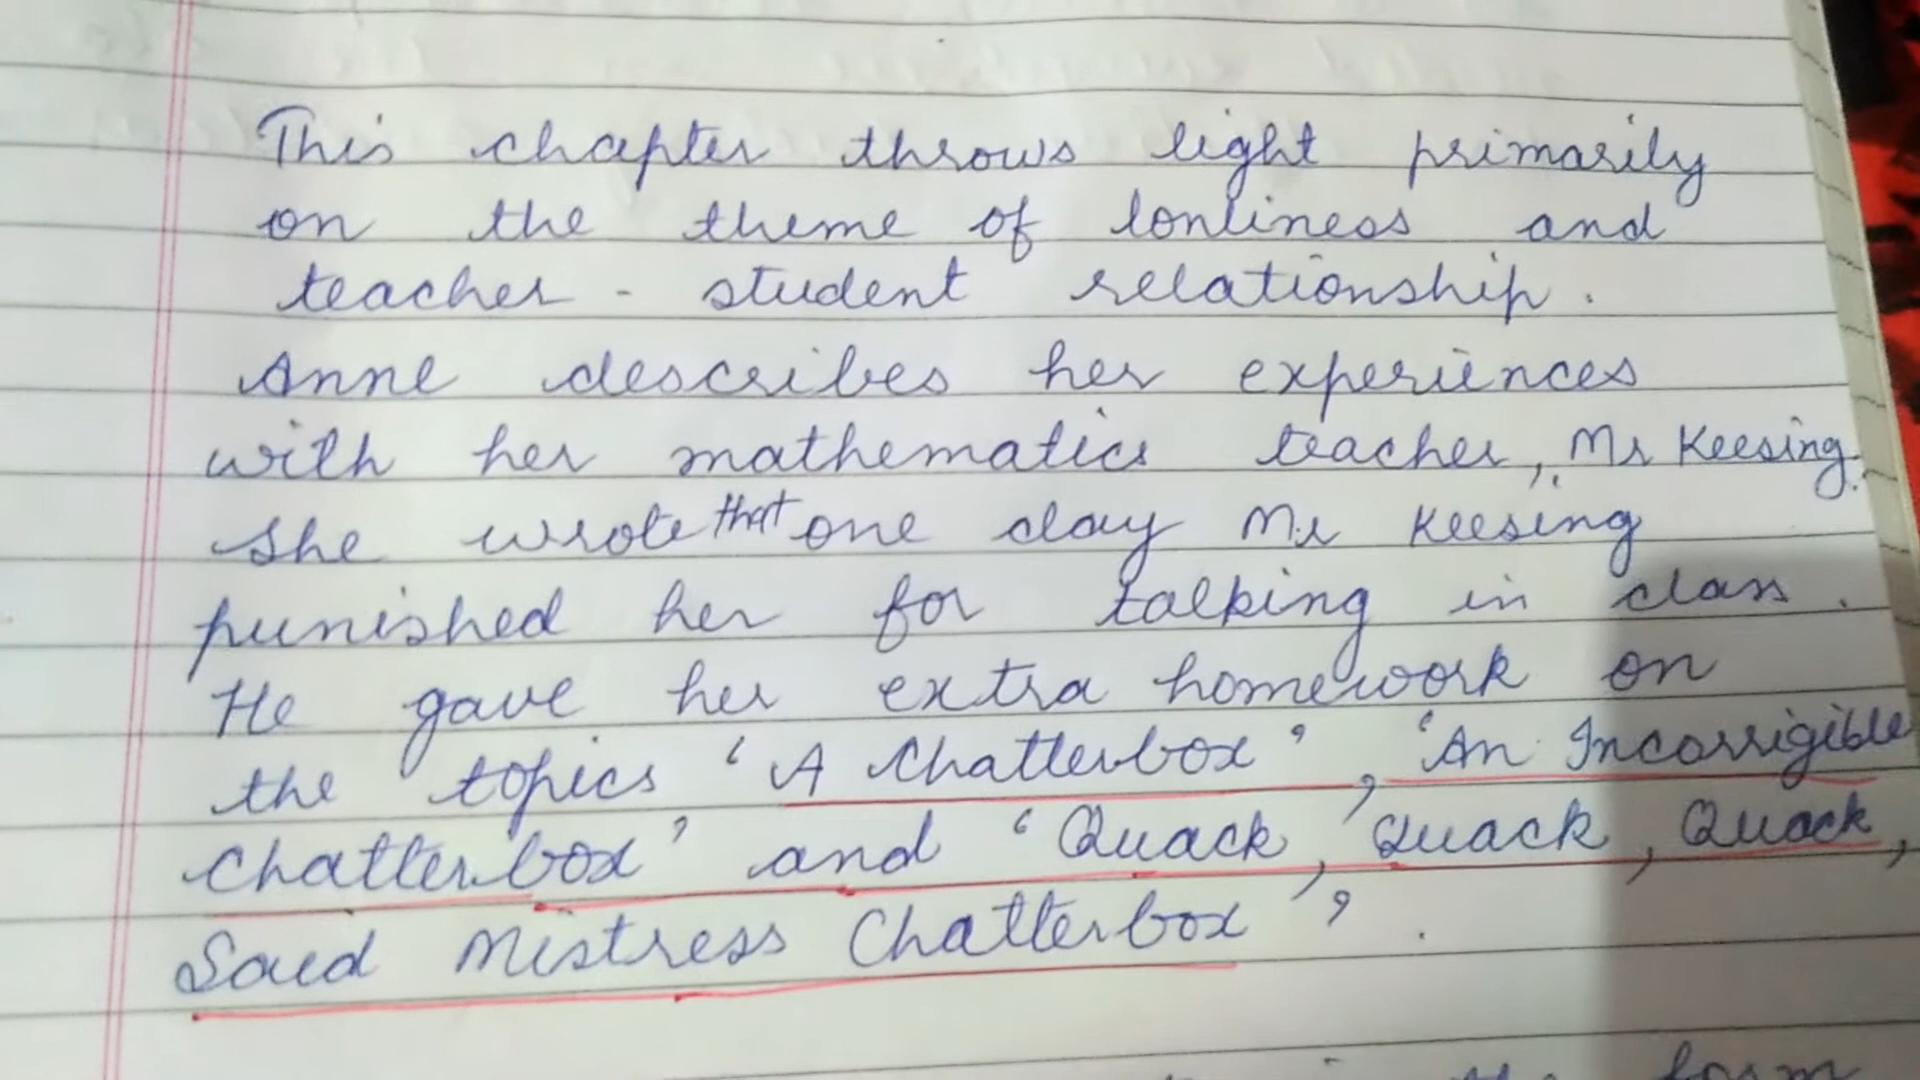 This chapter throws light primarily
on the theme of lonliness and
teacher - student relationship.
Anne describes her experiences
with her mathematics teacher, Mr Keesing.
She wrote that one day Mr Keesing
punished her for talking in class.
He gave her extra homework on
the topics 'A Chatterbox', 'An Incorrigible
Chatterbox' and 'Quack, Quack, Quack,
Said Mistress Chatterbox'.
form